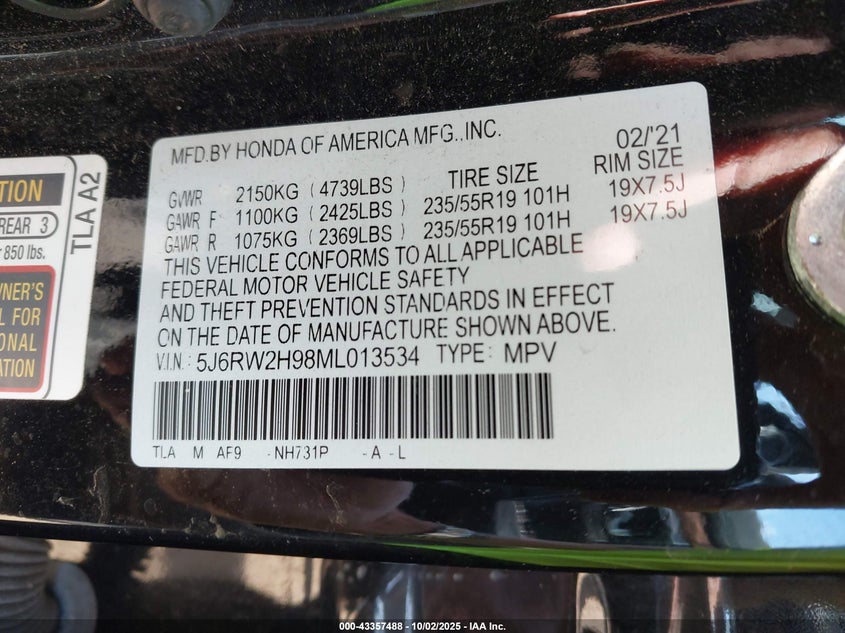 MFD.BY HONDA OF AMERICA MFG.,INC. 02/'21
TIRE SIZE RIM SIZE
GVWR 2150KG (4739LBS)
GAWR F 1100KG (2425LBS) 235/55R19 101H 19X7.5J
GAWR R 1075KG (2369LBS) 235/55R19 101H 19X7.5J
THIS VEHICLE CONFORMS TO ALL APPLICABLE
FEDERAL MOTOR VEHICLE SAFETY
AND THEFT PREVENTION STANDARDS IN EFFECT
ON THE DATE OF MANUFACTURE SHOWN ABOVE.
V.I.N.: 5J6RW2H98ML013534 TYPE: MPV
TLA M AF9 -NH731P -A -L
TION
REAR 3
850 lbs.
NER'S
FOR
ONAL
ATION
TLA A2
000-43357488 - 10/02/2025 - IAA Inc.